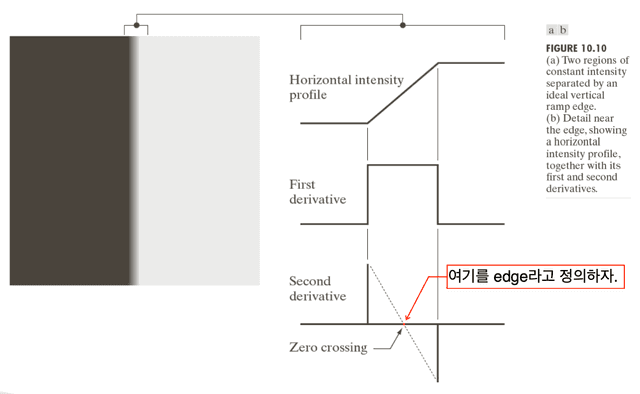 a b
FIGURE 10.10
(a) Two regions of
constant intensity
separated by an
ideal vertical
ramp edge.
(b) Detail near
the edge, showing
a horizontal
intensity profile,
together with its
first and second
derivatives.
Horizontal intensity
profile
First
derivative
Second
derivative
여기를 edge라고 정의하자.
Zero crossing